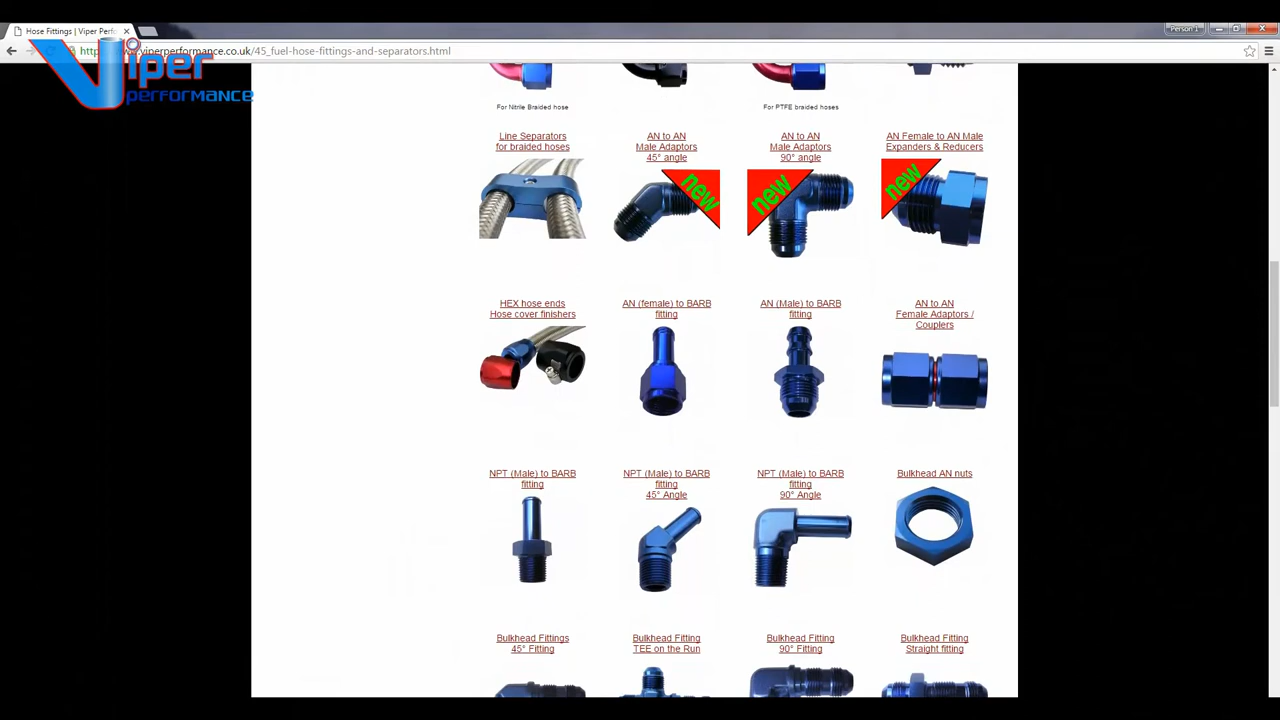 Hose Fittings | Viper Perf
Person 1
viperperformance.co.uk/45_fuel-hose-fittings-and-separators.html
Viper
Performance
For Nitrile Braided hose
For PTFE braided hoses
Line Separators
for braided hoses
AN to AN
Male Adaptors
45° angle
AN to AN
Male Adaptors
90° angle
AN Female to AN Male
Expanders & Reducers
new
new
new
HEX hose ends
Hose cover finishers
AN (female) to BARB
fitting
AN (Male) to BARB
fitting
AN to AN
Female Adaptors /
Couplers
NPT (Male) to BARB
fitting
NPT (Male) to BARB
fitting
45° Angle
NPT (Male) to BARB
fitting
90° Angle
Bulkhead AN nuts
Bulkhead Fittings
45° Fitting
Bulkhead Fitting
TEE on the Run
Bulkhead Fitting
90° Fitting
Bulkhead Fitting
Straight fitting